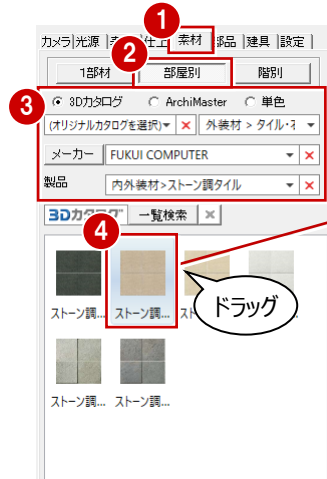 1
カメラ|光源|表 仕上 素材 部品|建具|設定|
2
1部材 部屋別 階別
3
3Dカタログ ArchiMaster 単色
(オリジナルカタログを選択) 外装材 > タイル・
メーカー FUKUI COMPUTER
製品 内外装材>ストーン調タイル
3Dカタログ 一覧検索
4
ドラッグ
ストーン調... ストーン調... スト
ストーン調... ストーン調...